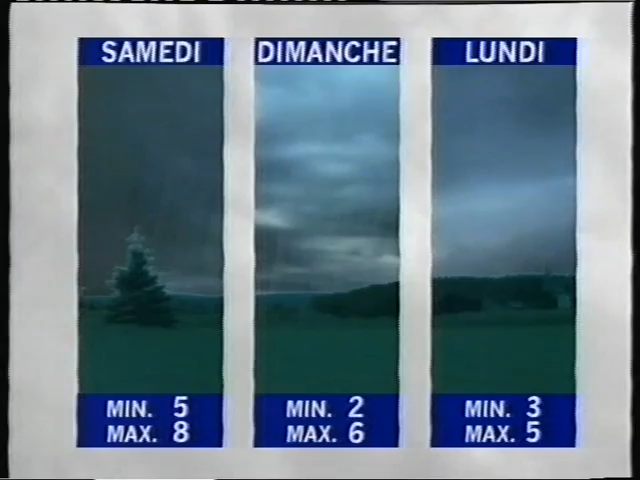 SAMEDI
DIMANCHE
LUNDI
MIN. 5
MAX. 8
MIN. 2
MAX. 6
MIN. 3
MAX. 5